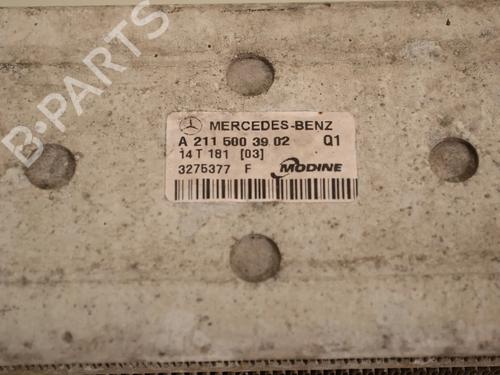 B-PARTS
MERCEDES-BENZ
A 211 500 39 02 Q1
14 T 181 [03]
3275377 F MODINE